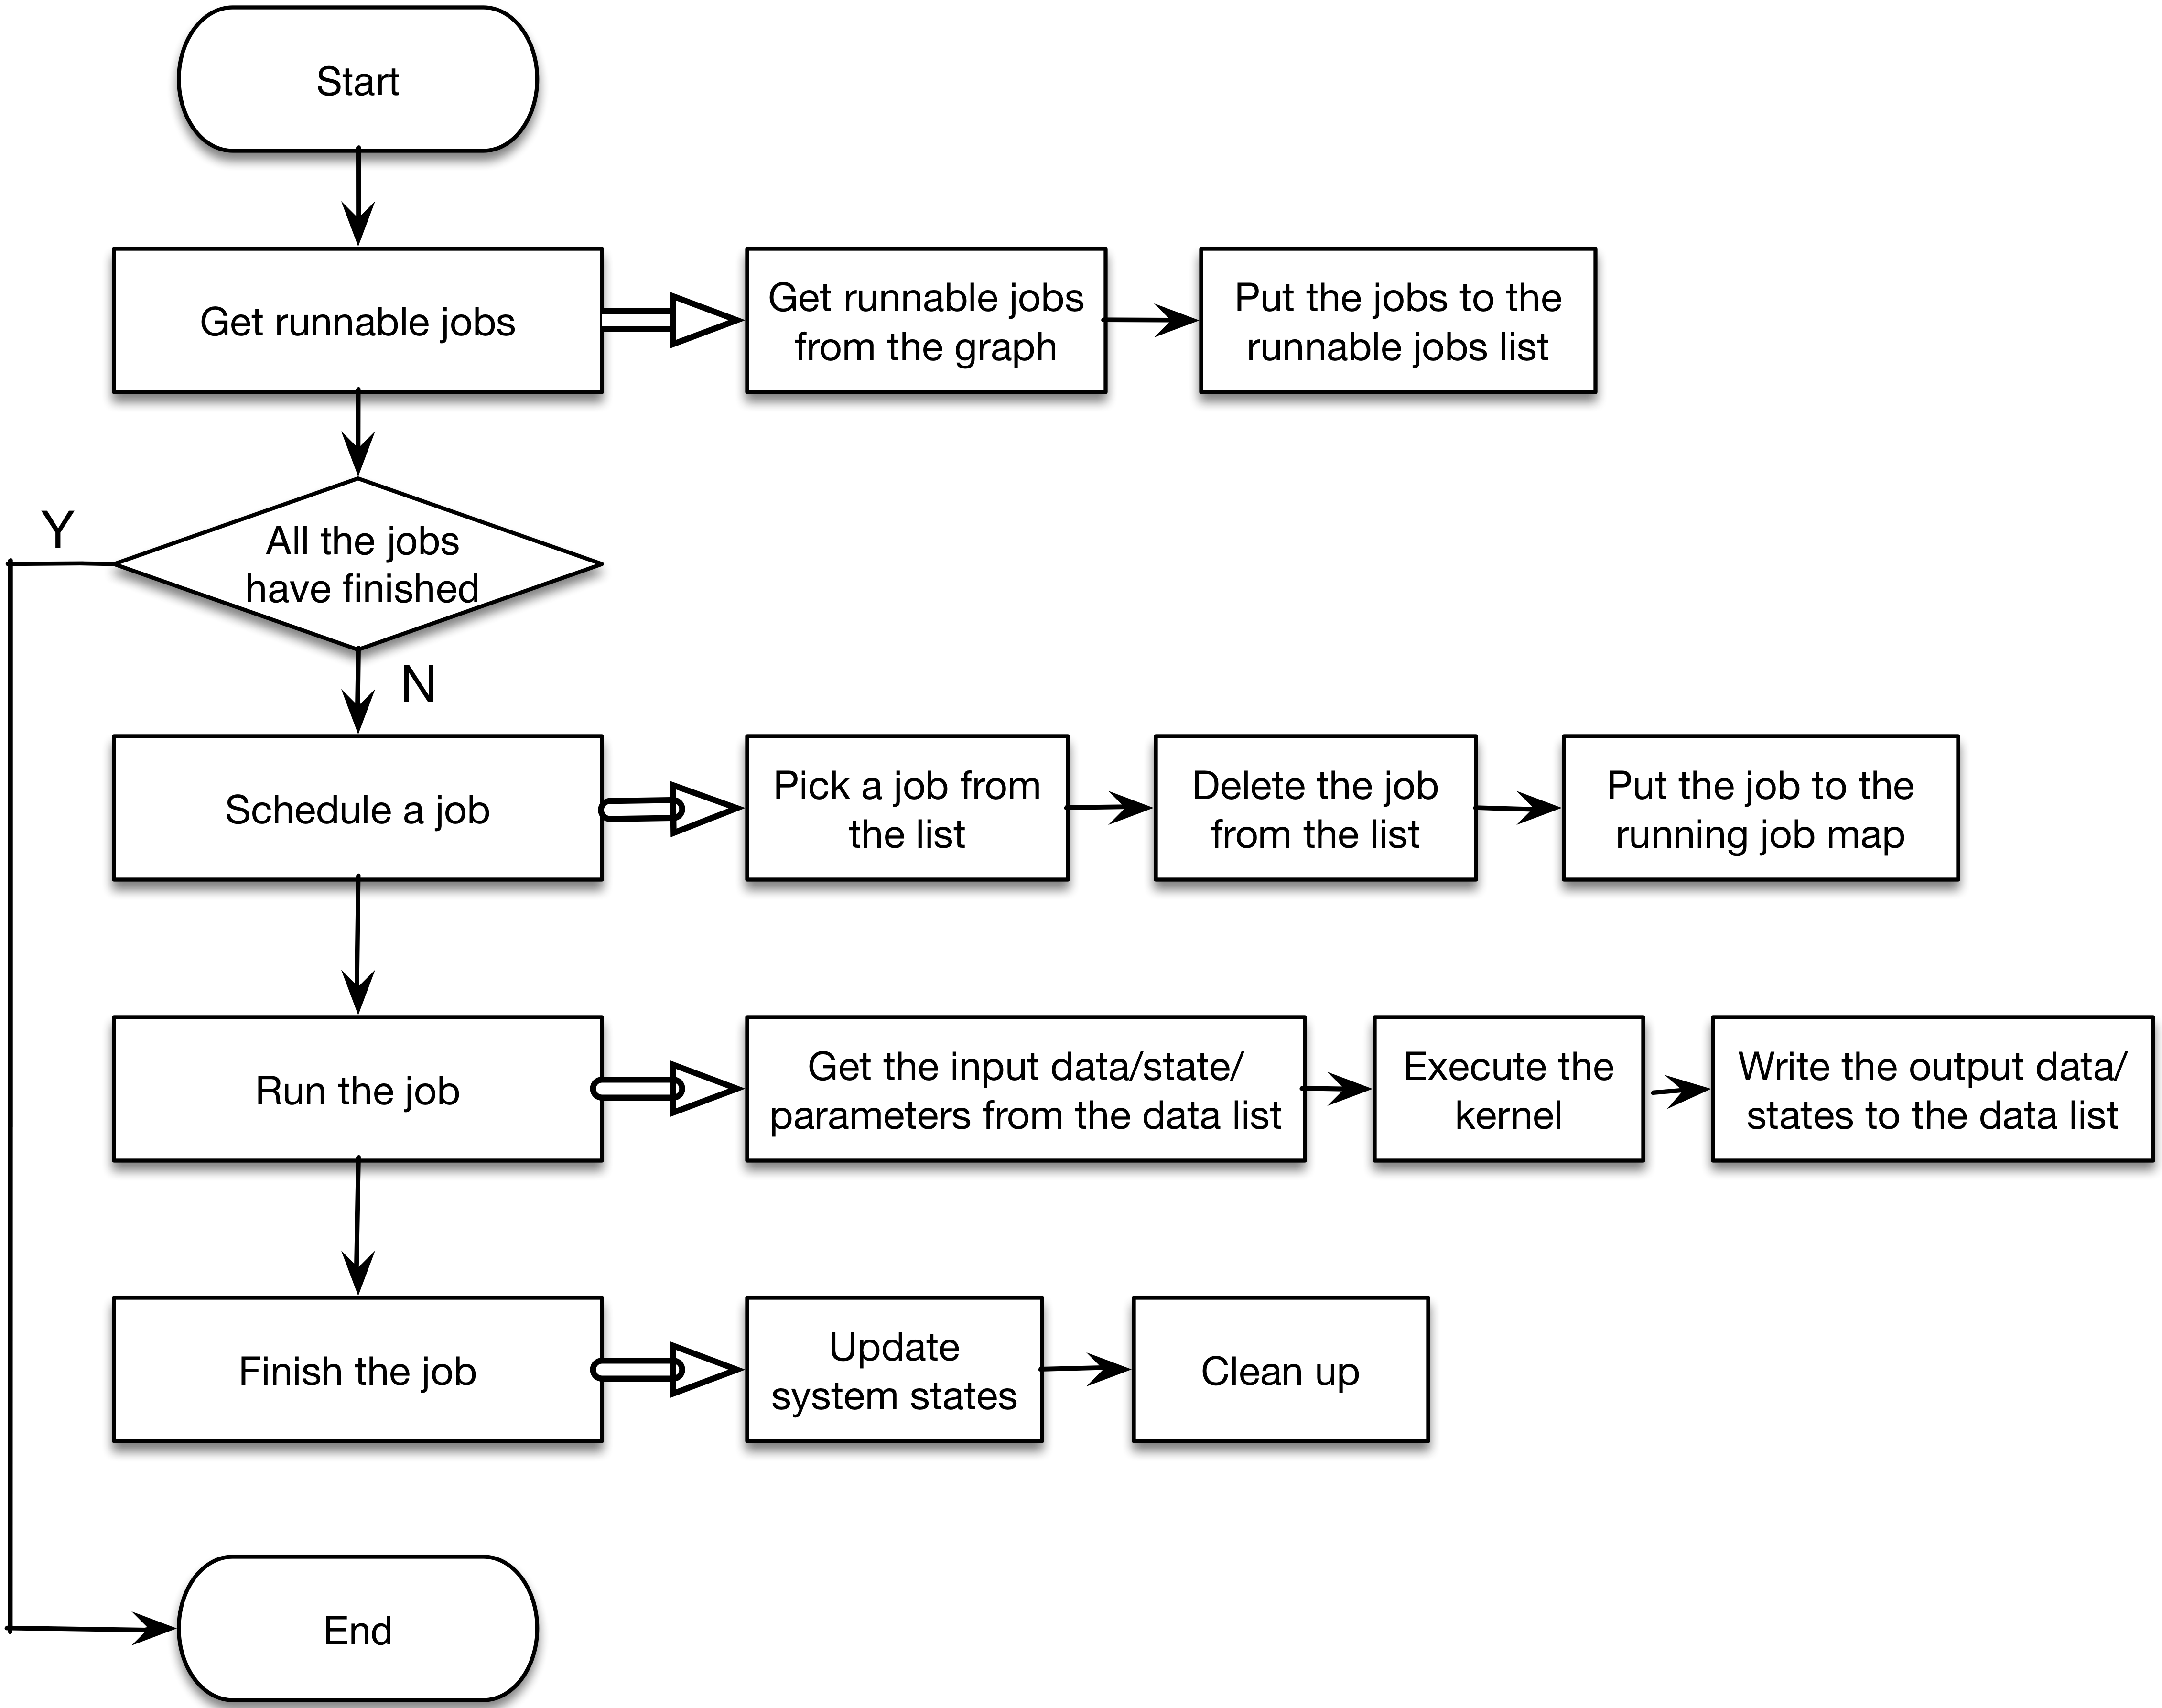 Start
Get runnable jobs
Get runnable jobs
from the graph
Put the jobs to the
runnable jobs list
Y
All the jobs
have finished
N
Schedule a job
Pick a job from
the list
Delete the job
from the list
Put the job to the
running job map
Run the job
Get the input data/state/
parameters from the data list
Execute the
kernel
Write the output data/
states to the data list
Finish the job
Update
system states
Clean up
End